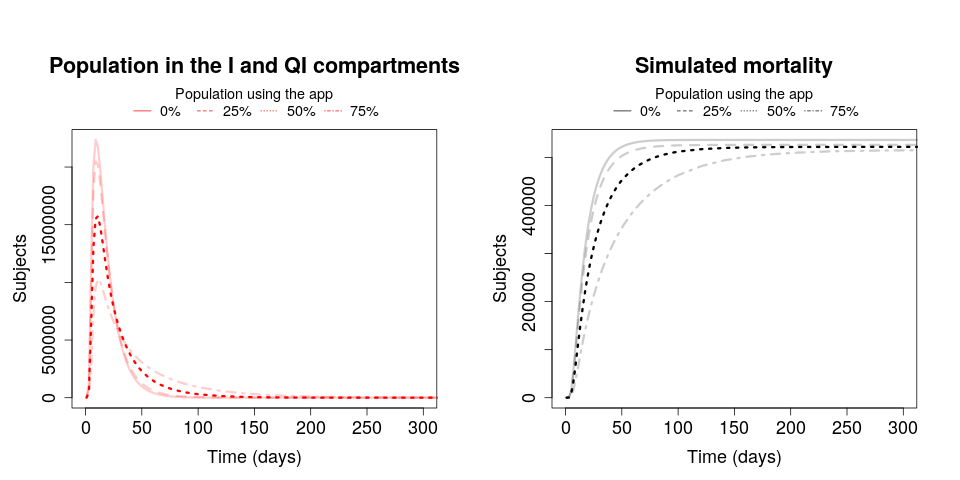 Population in the I and QI compartments
Population using the app
0% 25% 50% 75%
Subjects
0 5000000 15000000
0 50 100 150 200 250 300
Time (days)
Simulated mortality
Population using the app
0% 25% 50% 75%
Subjects
0 200000 400000
0 50 100 150 200 250 300
Time (days)